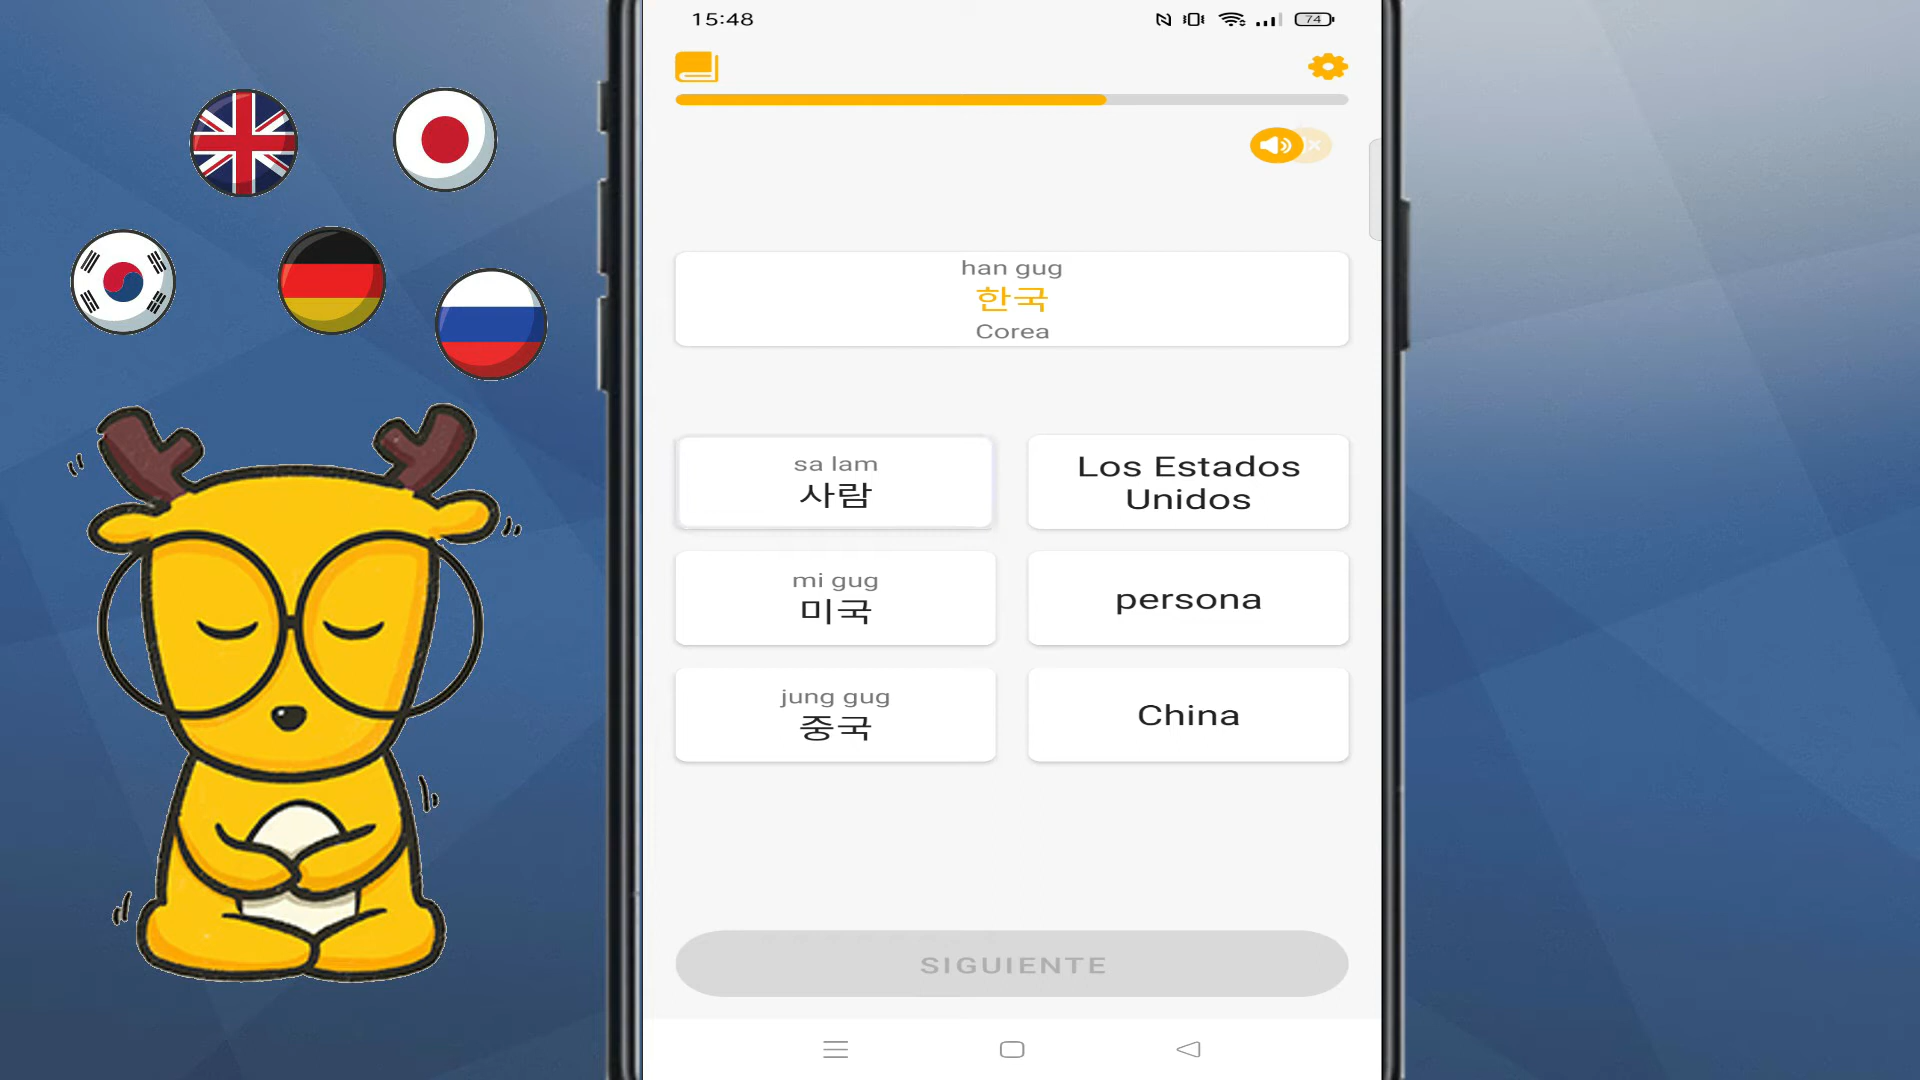 15:48
74
han gug
한국
Corea
sa lam
사람
Los Estados
Unidos
mi gug
미국
persona
jung gug
중국
China
SIGUIENTE